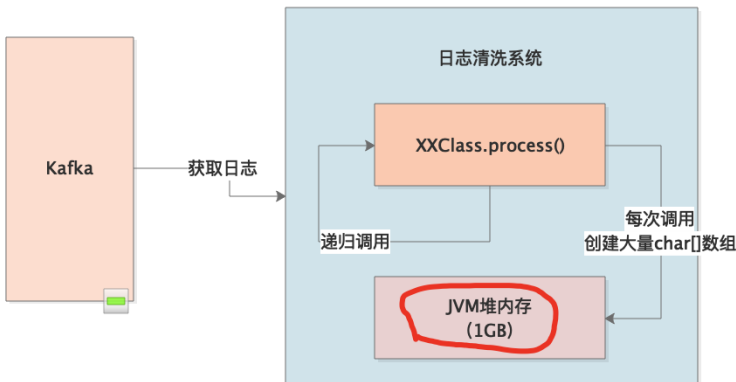 日志清洗系统
XXClass.process()
Kafka
获取日志
每次调用
创建大量char[]数组
递归调用
JVM堆内存
（1GB）